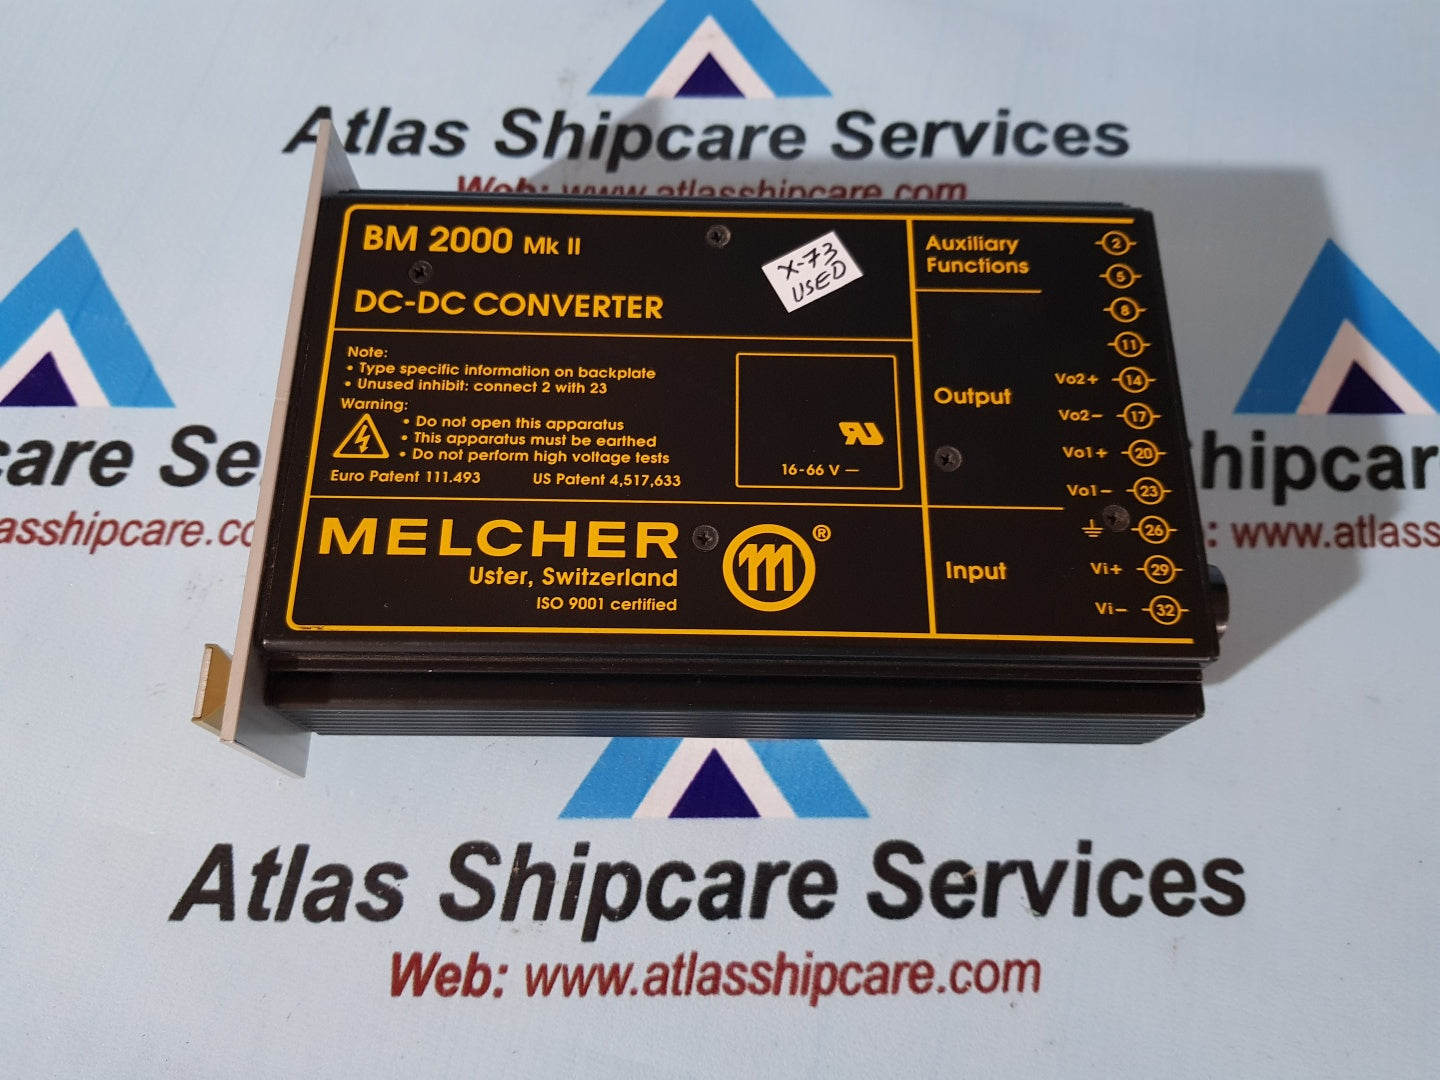 Atlas Shipcare Services
Web: www.atlasshipcare.com
BM 2000 Mk II
DC-DC CONVERTER
X-73
USED
Note:
• Type specific information on backplate
• Unused inhibit: connect 2 with 23
Warning:
• Do not open this apparatus
• This apparatus must be earthed
• Do not perform high voltage tests
Euro Patent 111.493
US Patent 4,517,633
16-66 V
MELCHER
®
Uster, Switzerland
ISO 9001 certified
Auxiliary
Functions
2
5
8
11
Output
Vo2+ 14
Vo2− 17
Vo1+ 20
Vo1− 23
26
Input
Vi+ 29
Vi− 32
care Se
asshipcare.co
hipcar
: www.atlass
Atlas Shipcare Services
Web: www.atlasshipcare.com